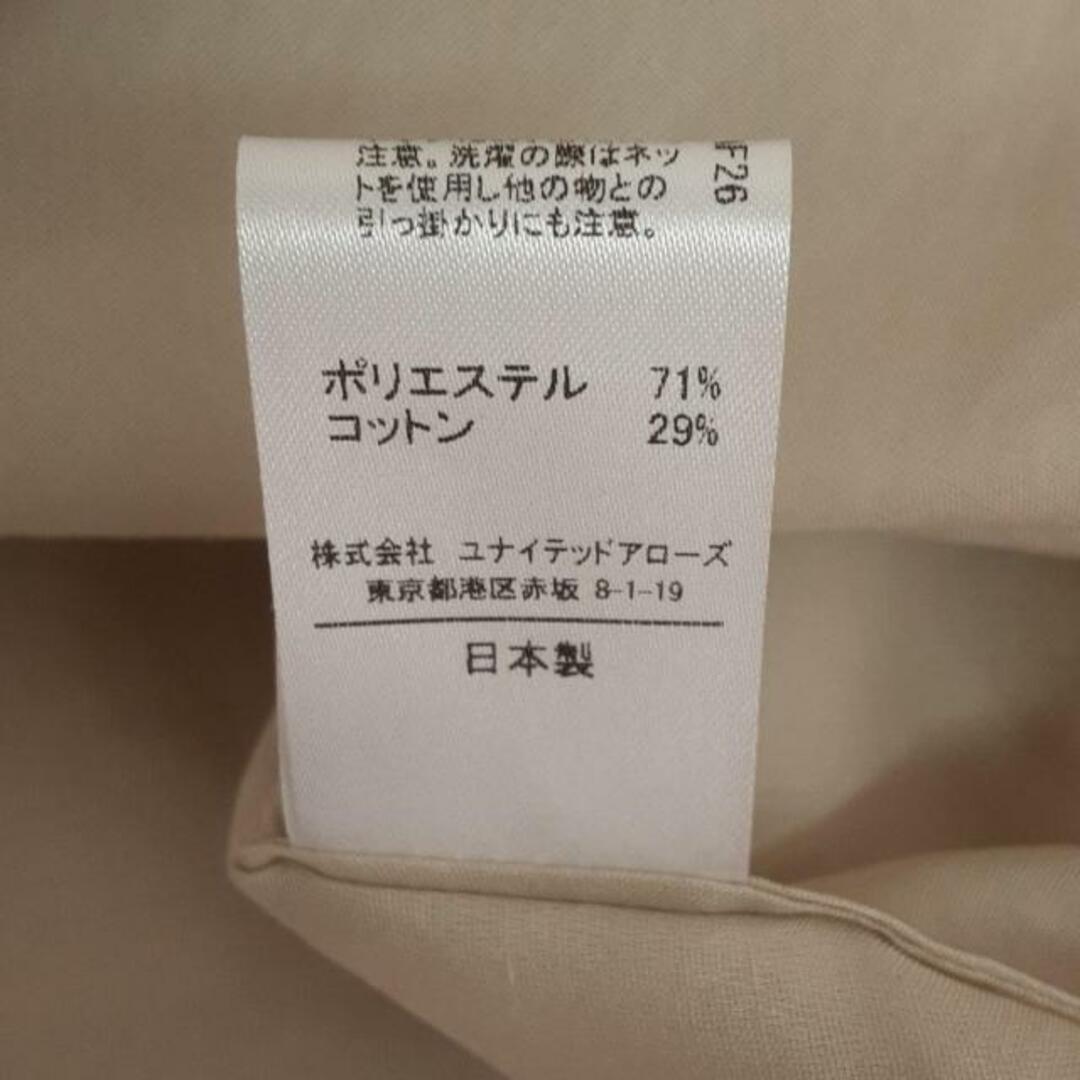 注意。洗濯の際はネッ
トを使用し他の物との
引っ掛かりにも注意。
F26
ポリエステル 71%
コットン 29%
株式会社 ユナイテッドアローズ
東京都港区赤坂 8-1-19
日本製